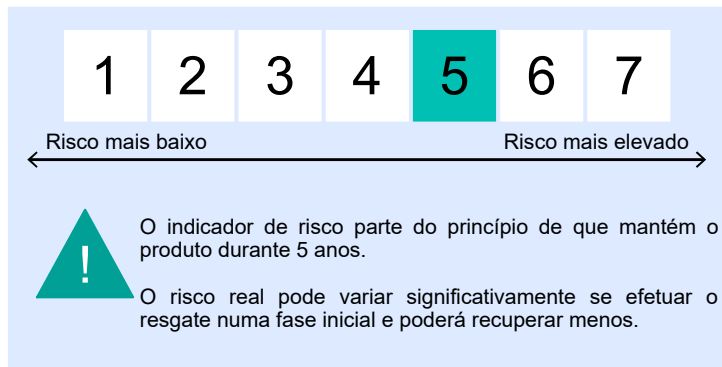 1 2 3 4 5 6 7
Risco mais baixo Risco mais elevado
!
O indicador de risco parte do princípio de que mantém o
produto durante 5 anos.
O risco real pode variar significativamente se efetuar o
resgate numa fase inicial e poderá recuperar menos.